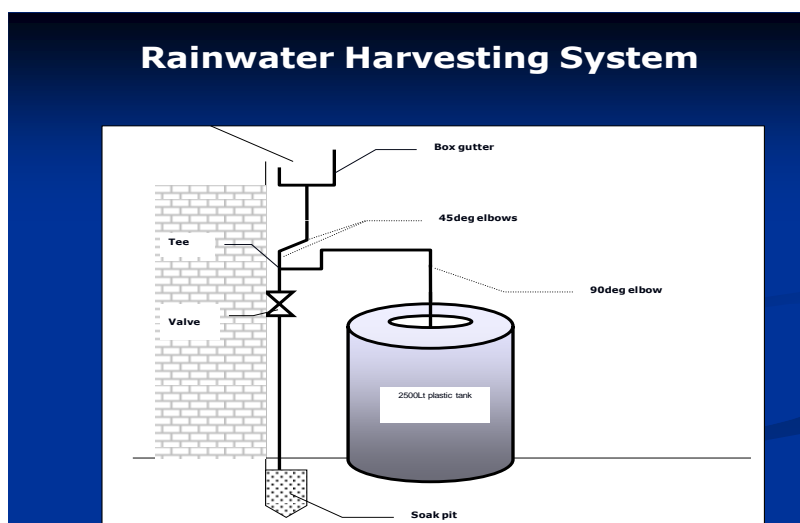 Rainwater Harvesting System
Box gutter
45deg elbows
Tee
90deg elbow
Valve
2500Lt plastic tank
Soak pit